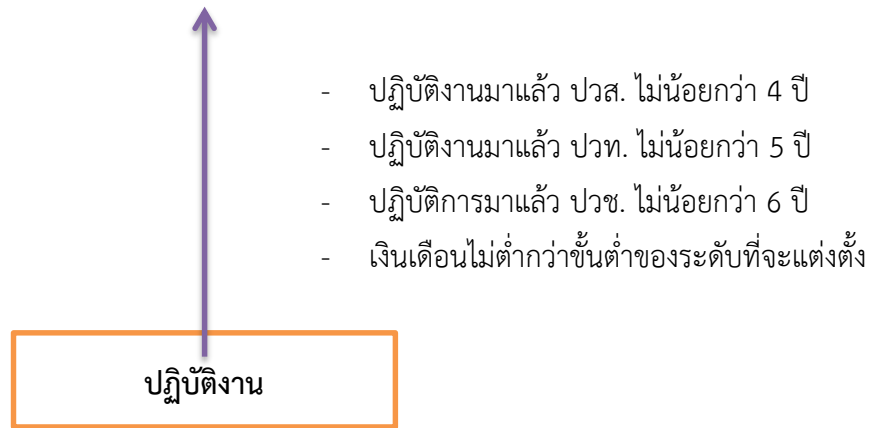 - ปฏิบัติงานมาแล้ว ปวส. ไม่น้อยกว่า 4 ปี
- ปฏิบัติงานมาแล้ว ปวท. ไม่น้อยกว่า 5 ปี
- ปฏิบัติการมาแล้ว ปวช. ไม่น้อยกว่า 6 ปี
- เงินเดือนไม่ต่ำกว่าขั้นต่ำของระดับที่จะแต่งตั้ง
ปฏิบัติงาน